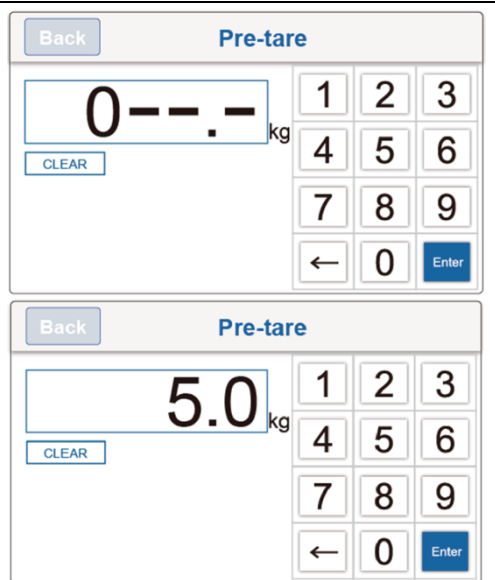 Back Pre-tare
0--.- kg
CLEAR
1 2 3
4 5 6
7 8 9
← 0 Enter
Back Pre-tare
5.0 kg
CLEAR
1 2 3
4 5 6
7 8 9
← 0 Enter